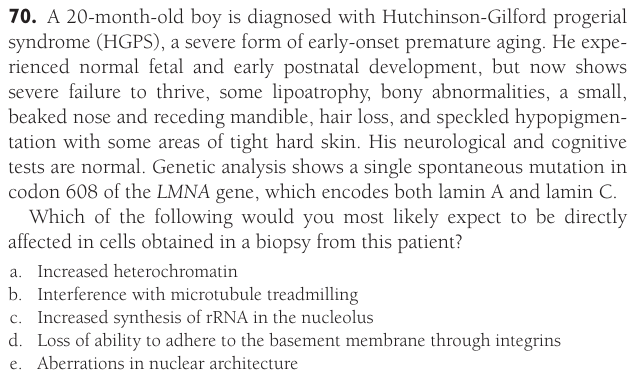 70. A 20-month-old boy is diagnosed with Hutchinson-Gilford progerial
syndrome (HGPS), a severe form of early-onset premature aging. He expe-
rienced normal fetal and early postnatal development, but now shows
severe failure to thrive, some lipoatrophy, bony abnormalities, a small,
beaked nose and receding mandible, hair loss, and speckled hypopigmen-
tation with some areas of tight hard skin. His neurological and cognitive
tests are normal. Genetic analysis shows a single spontaneous mutation in
codon 608 of the LMNA gene, which encodes both lamin A and lamin C.
Which of the following would you most likely expect to be directly
affected in cells obtained in a biopsy from this patient?
a. Increased heterochromatin
b. Interference with microtubule treadmilling
c. Increased synthesis of rRNA in the nucleolus
d. Loss of ability to adhere to the basement membrane through integrins
e. Aberrations in nuclear architecture